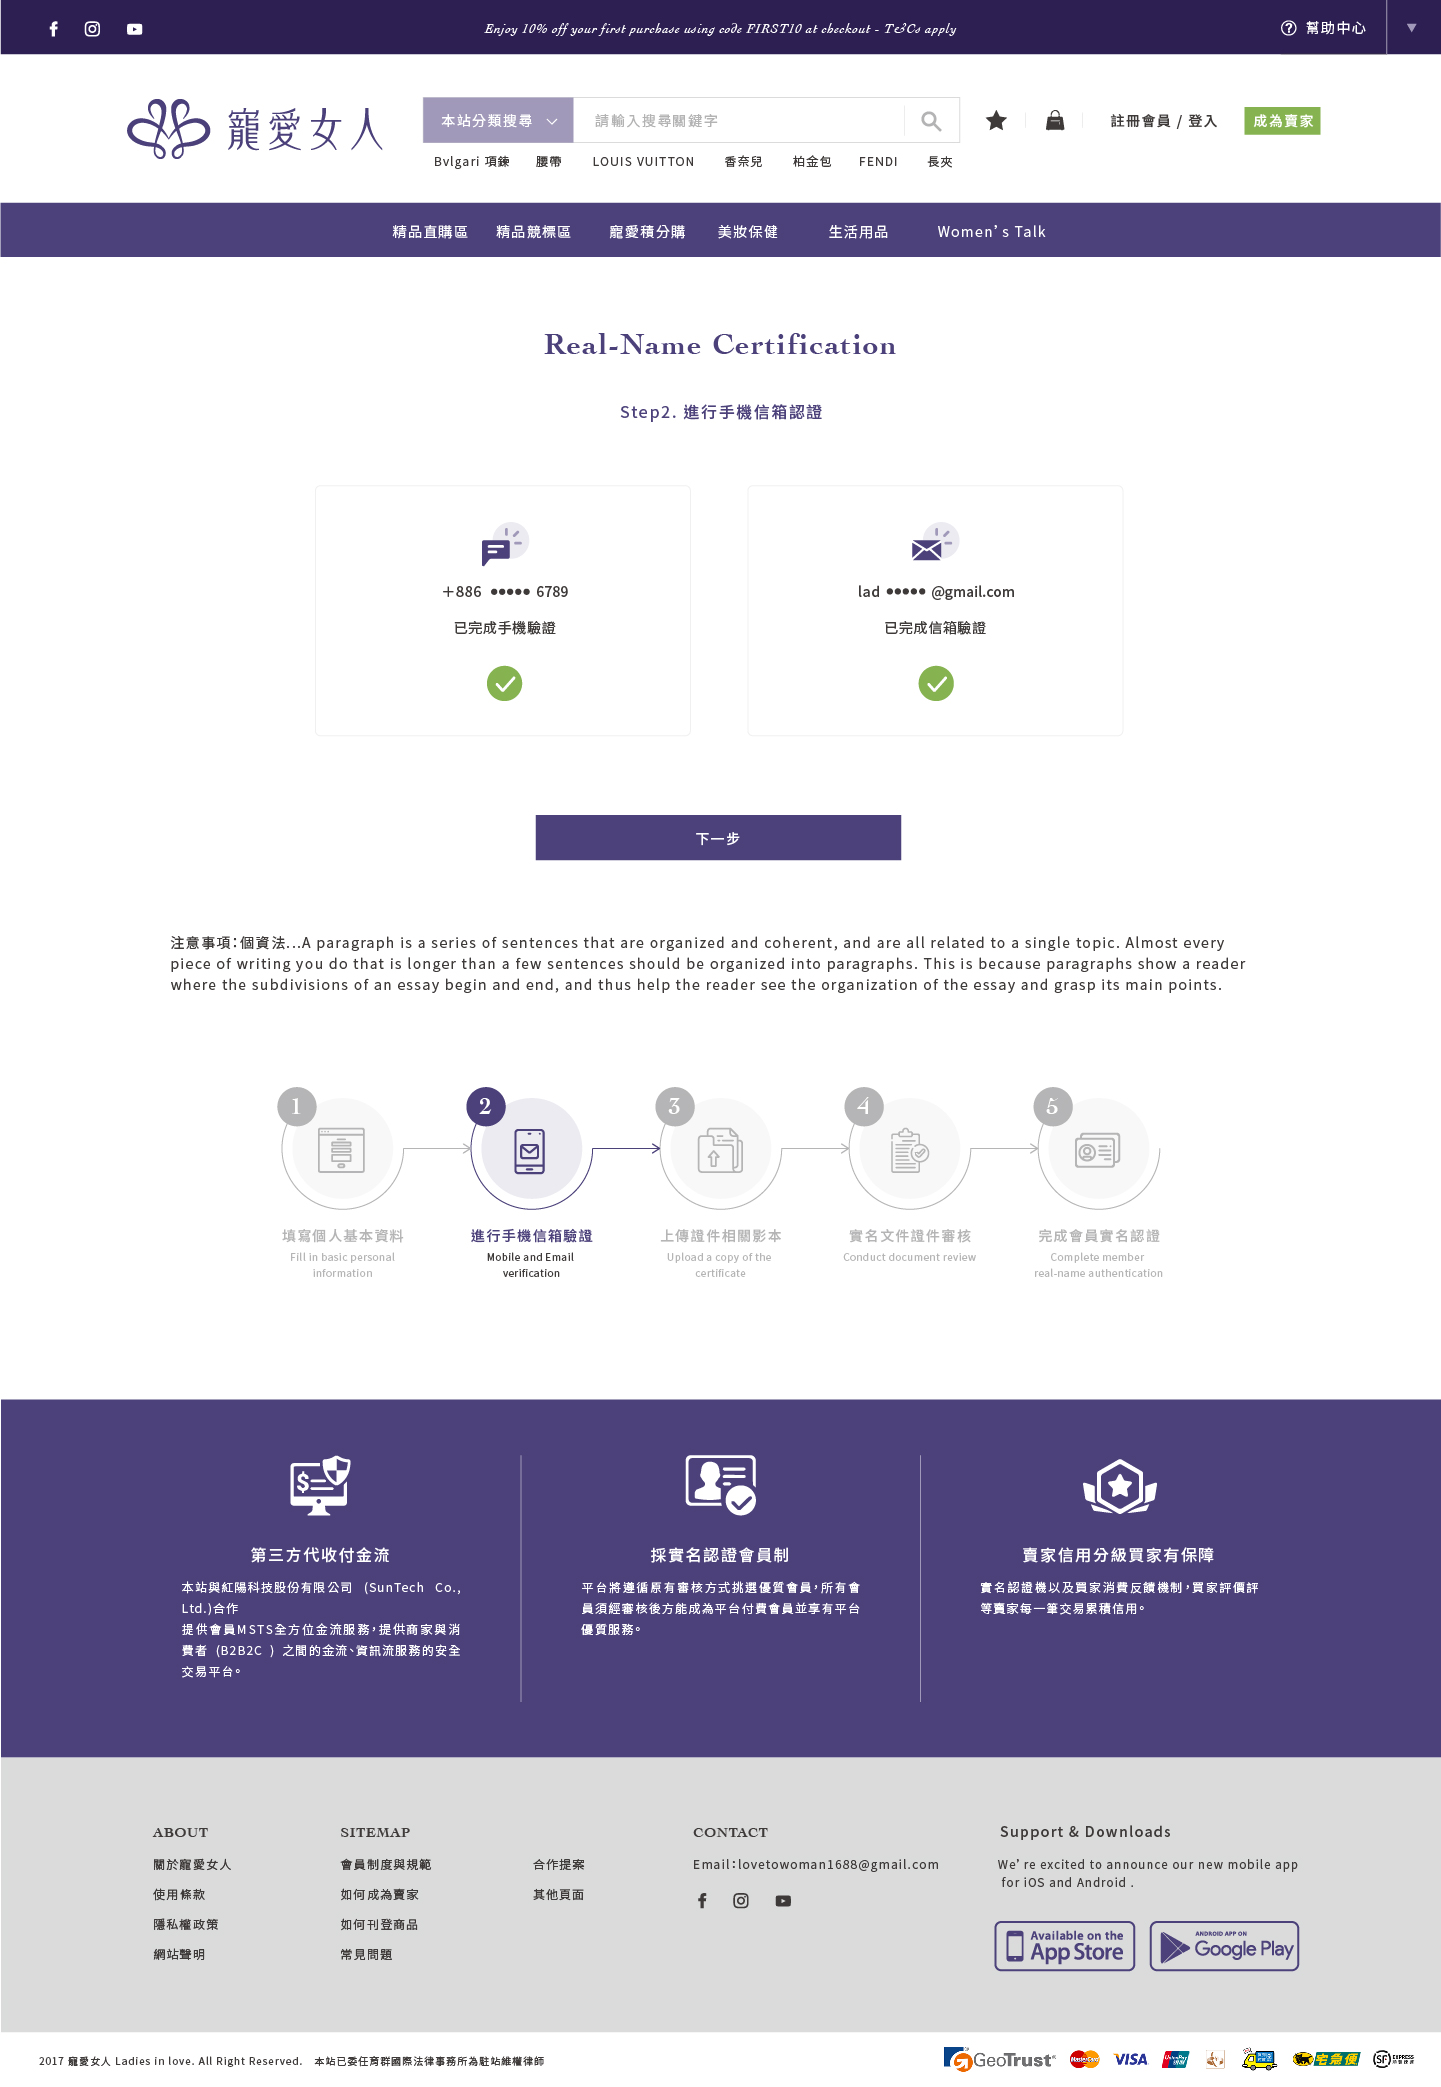 Enjoy 10% off your first purchase using code FIRST10 at checkout - T&Cs apply
幫助中心
寵愛女人
本站分類搜尋
請輸入搜尋關鍵字
註冊會員 / 登入
成為賣家
Bvlgari 項鍊 腰帶 LOUIS VUITTON 香奈兒 柏金包 FENDI 長夾
精品直購區 精品競標區 寵愛積分購 美妝保健 生活用品 Women's Talk
Real-Name Certification
Step2. 進行手機信箱認證
+886 ●●●●● 6789
已完成手機驗證
lad ●●●●● @gmail.com
已完成信箱驗證
下一步
注意事項：個資法...A paragraph is a series of sentences that are organized and coherent, and are all related to a single topic. Almost every
piece of writing you do that is longer than a few sentences should be organized into paragraphs. This is because paragraphs show a reader
where the subdivisions of an essay begin and end, and thus help the reader see the organization of the essay and grasp its main points.
1
填寫個人基本資料
Fill in basic personal
information
2
進行手機信箱驗證
Mobile and Email
verification
3
上傳證件相關影本
Upload a copy of the
certificate
4
實名文件證件審核
Conduct document review
5
完成會員實名認證
Complete member
real-name authentication
第三方代收付金流
本站與紅陽科技股份有限公司 (SunTech Co.,
Ltd.)合作
提供會員MSTS全方位金流服務，提供商家與消
費者 (B2B2C ) 之間的金流、資訊流服務的安全
交易平台。
採實名認證會員制
平台將遵循原有審核方式挑選優質會員，所有會
員須經審核後方能成為平台付費會員並享有平台
優質服務。
賣家信用分級買家有保障
實名認證機以及買家消費反饋機制，買家評價評
等賣家每一筆交易累積信用。
ABOUT
關於寵愛女人
使用條款
隱私權政策
網站聲明
SITEMAP
會員制度與規範
如何成為賣家
如何刊登商品
常見問題
合作提案
其他頁面
CONTACT
Email：lovetowoman1688@gmail.com
Support & Downloads
We're excited to announce our new mobile app
for iOS and Android .
Available on the
App Store
ANDROID APP ON
Google Play
2017 寵愛女人 Ladies in love. All Right Reserved. 本站已委任育群國際法律事務所為駐站維權律師
GeoTrust
MasterCard
VISA
UnionPay
宅急便
SF EXPRESS